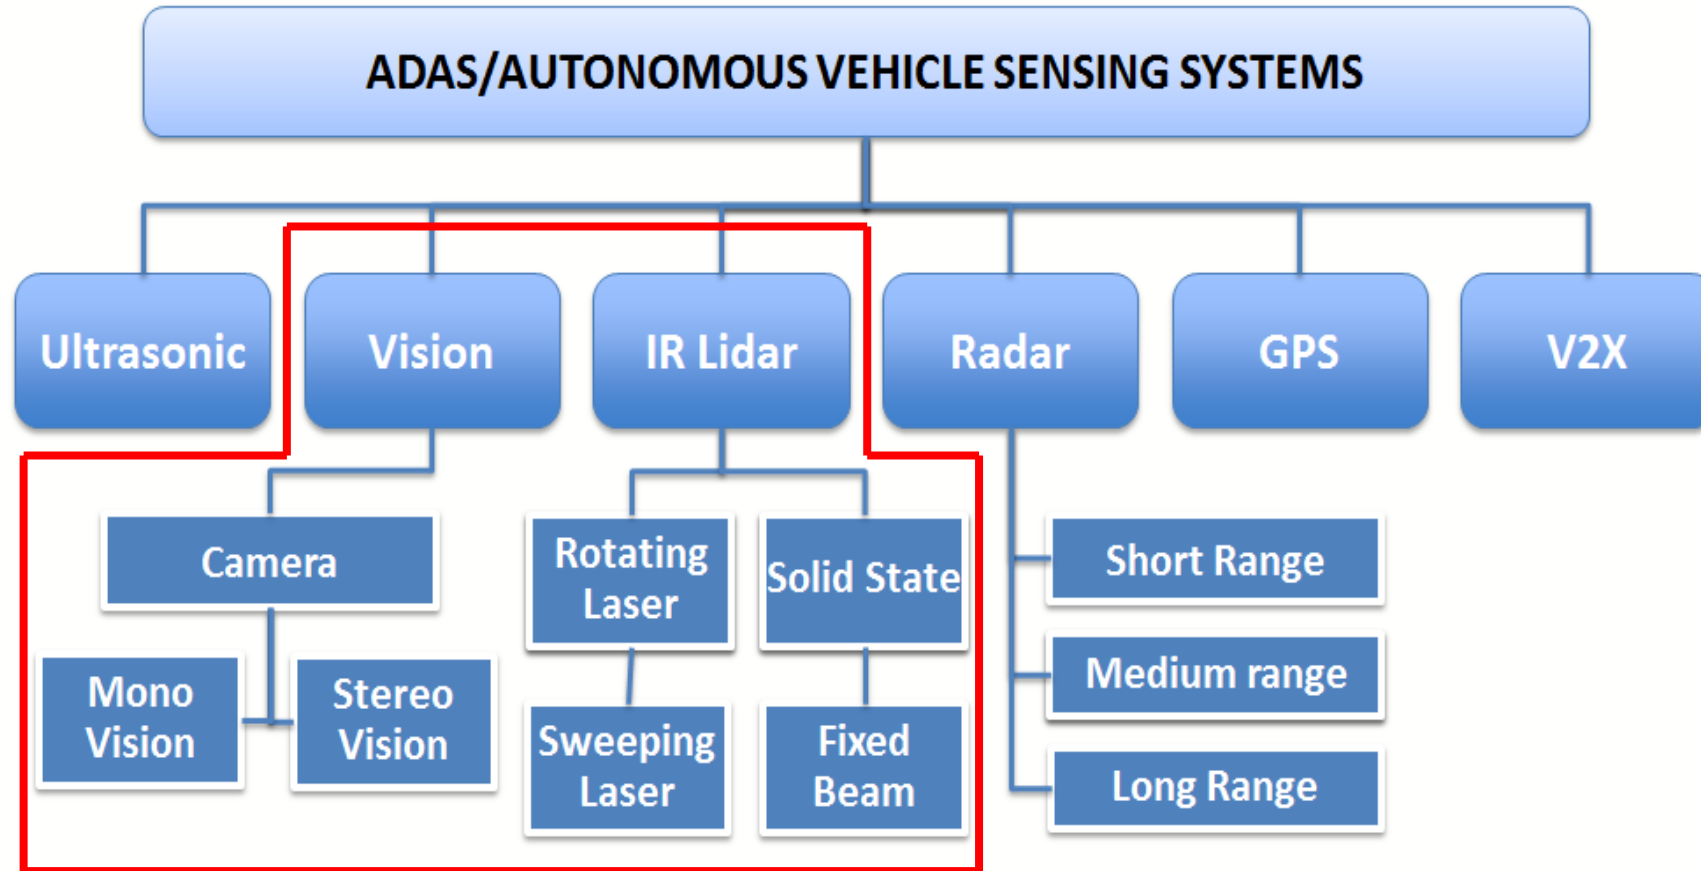 ADAS/AUTONOMOUS VEHICLE SENSING SYSTEMS
Ultrasonic
Vision
IR Lidar
Radar
GPS
V2X
Camera
Mono
Vision
Stereo
Vision
Rotating
Laser
Sweeping
Laser
Solid State
Fixed
Beam
Short Range
Medium range
Long Range